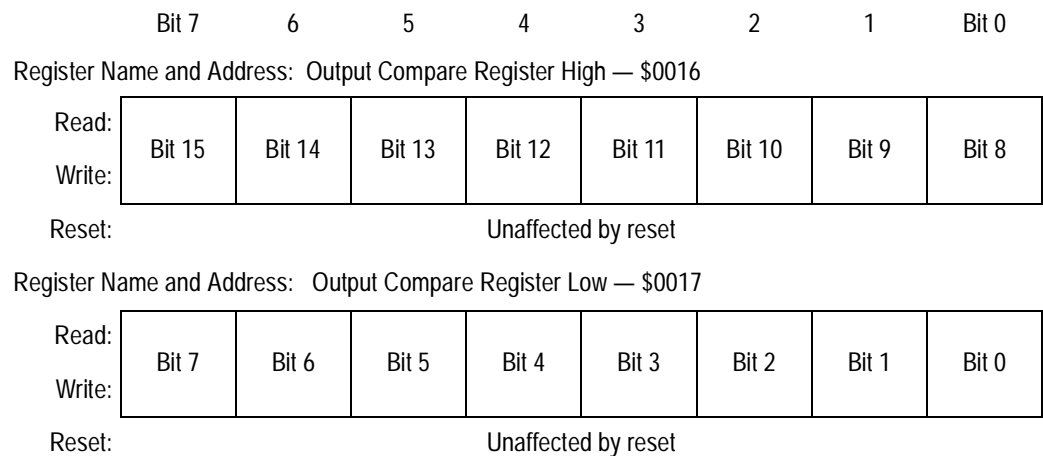 Bit 7 6 5 4 3 2 1 Bit 0
Register Name and Address: Output Compare Register High — $0016
Read:
Bit 15 Bit 14 Bit 13 Bit 12 Bit 11 Bit 10 Bit 9 Bit 8
Write:
Reset: Unaffected by reset
Register Name and Address: Output Compare Register Low — $0017
Read:
Bit 7 Bit 6 Bit 5 Bit 4 Bit 3 Bit 2 Bit 1 Bit 0
Write:
Reset: Unaffected by reset